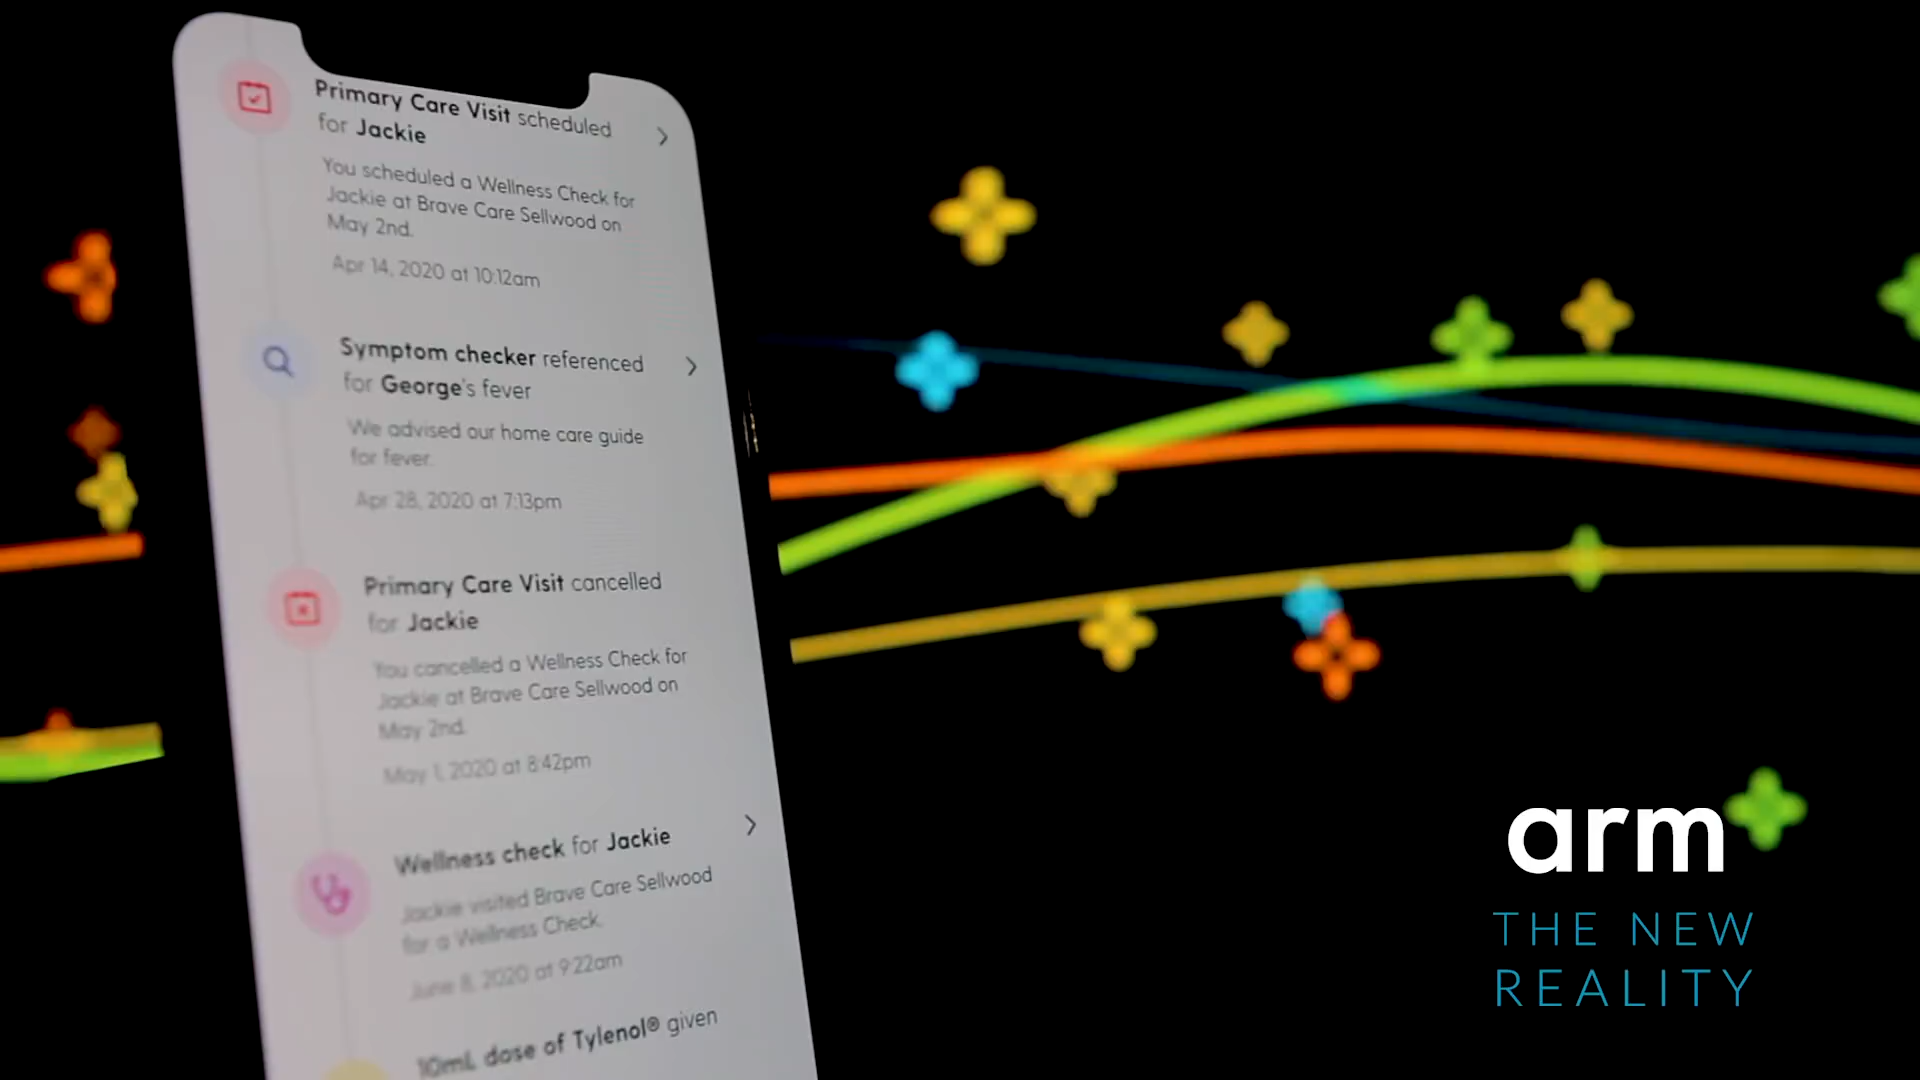 Primary Care Visit scheduled
for Jackie
You scheduled a Wellness Check for
Jackie at Brave Care Sellwood on
May 2nd.
Apr 14, 2020 at 10:12am
Symptom checker referenced
for George's fever
We advised our home care guide
for fever.
Apr 28, 2020 at 7:13pm
Primary Care Visit cancelled
for Jackie
You cancelled a Wellness Check for
Jackie at Brave Care Sellwood on
May 2nd.
May 1, 2020 at 8:42pm
Wellness check for Jackie
Jackie visited Brave Care Sellwood
for a Wellness Check.
June 8, 2020 at 9:22am
10mL dose of Tylenol® given
arm
THE NEW
REALITY